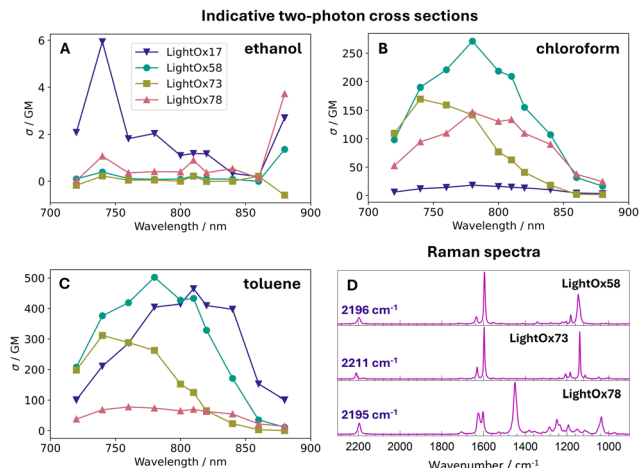 Indicative two-photon cross sections
A
ethanol
LightOx17
LightOx58
LightOx73
LightOx78
6
4
2
0
σ / GM
700
750
800
850
900
Wavelength / nm
B
chloroform
250
200
150
100
50
0
σ / GM
700
750
800
850
900
Wavelength / nm
C
toluene
500
400
300
200
100
0
σ / GM
700
750
800
850
900
Wavelength / nm
Raman spectra
D
LightOx58
2196 cm⁻¹
LightOx73
2211 cm⁻¹
LightOx78
2195 cm⁻¹
2200
2000
1800
1600
1400
1200
1000
Wavenumber / cm⁻¹